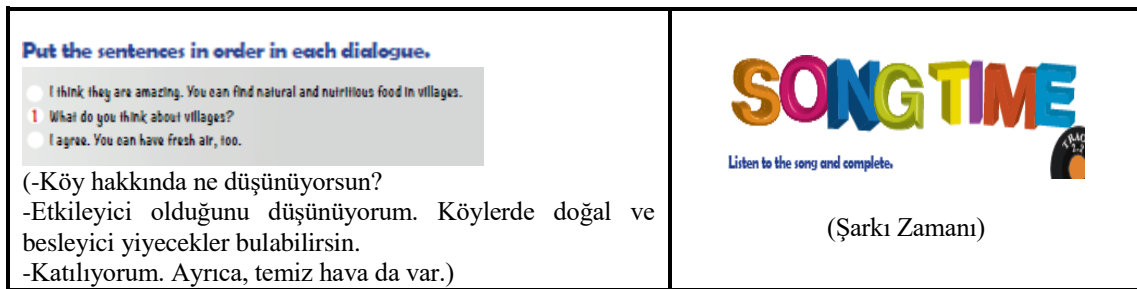 Put the sentences in order in each dialogue.
I think they are amazing. You can find natural and nutritious food in villages.
1 What do you think about villages?
I agree. You can have fresh air, too.
(-Köy hakkında ne düşünüyorsun?
-Etkileyici olduğunu düşünüyorum. Köylerde doğal ve
besleyici yiyecekler bulabilirsin.
-Katılıyorum. Ayrıca, temiz hava da var.)
SONG TIME
Listen to the song and complete.
(Şarkı Zamanı)